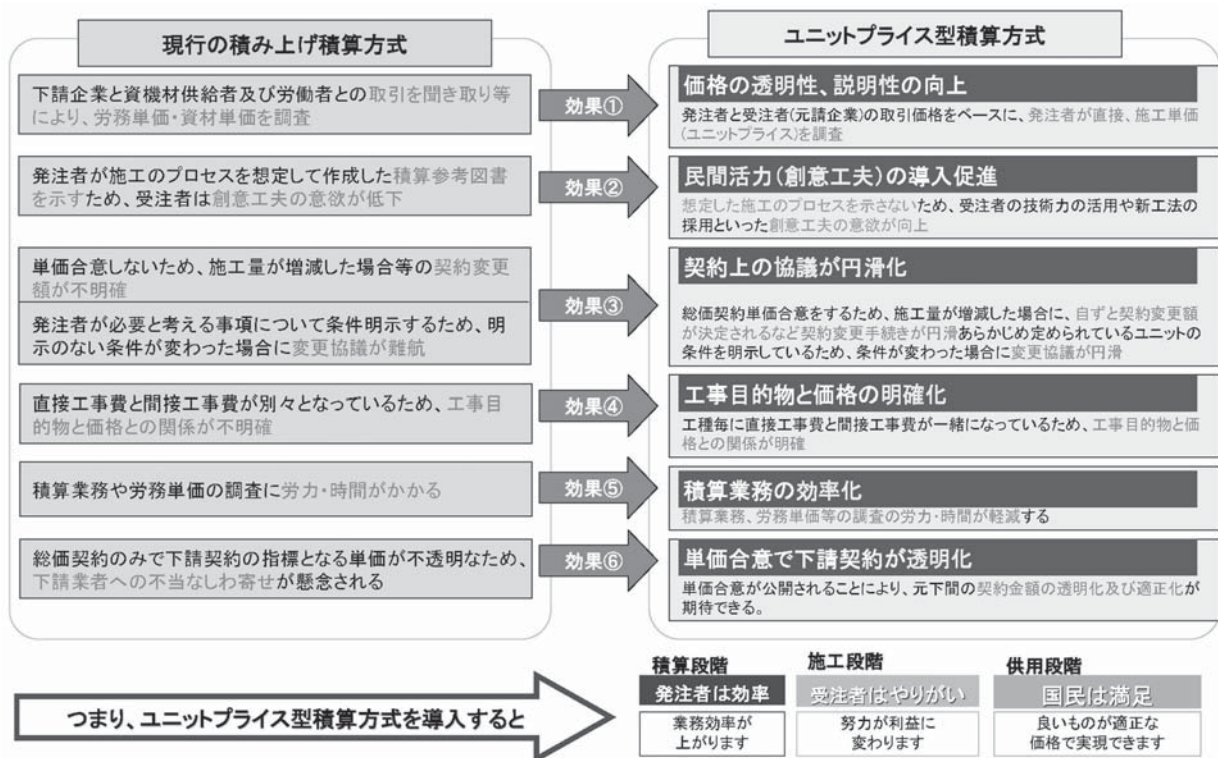 現行の積み上げ積算方式
ユニットプライス型積算方式
下請企業と資機材供給者及び労働者との取引を聞き取り等
により、労務単価・資材単価を調査
効果①
価格の透明性、説明性の向上
発注者と受注者(元請企業)の取引価格をベースに、発注者が直接、施工単価
(ユニットプライス)を調査
発注者が施工のプロセスを想定して作成した積算参考図書
を示すため、受注者は創意工夫の意欲が低下
効果②
民間活力(創意工夫)の導入促進
想定した施工のプロセスを示さないため、受注者の技術力の活用や新工法の
採用といった創意工夫の意欲が向上
単価合意しないため、施工量が増減した場合等の契約変更
額が不明確
発注者が必要と考える事項について条件明示するため、明
示のない条件が変わった場合に変更協議が難航
効果③
契約上の協議が円滑化
総価契約単価合意をするため、施工量が増減した場合に、自ずと契約変更額
が決定されるなど契約変更手続きが円滑あらかじめ定められているユニットの
条件を明示しているため、条件が変わった場合に変更協議が円滑
直接工事費と間接工事費が別々となっているため、工事目
的物と価格との関係が不明確
効果④
工事目的物と価格の明確化
工種毎に直接工事費と間接工事費が一緒になっているため、工事目的物と価
格との関係が明確
積算業務や労務単価の調査に労力・時間がかかる
効果⑤
積算業務の効率化
積算業務、労務単価等の調査の労力・時間が軽減する
総価契約のみで下請契約の指標となる単価が不透明なため、
下請業者への不当なしわ寄せが懸念される
効果⑥
単価合意で下請契約が透明化
単価合意が公開されることにより、元下間の契約金額の透明化及び適正化が
期待できる。
つまり、ユニットプライス型積算方式を導入すると
積算段階
発注者は効率
業務効率が
上がります
施工段階
受注者はやりがい
努力が利益に
変わります
供用段階
国民は満足
良いものが適正な
価格で実現できます